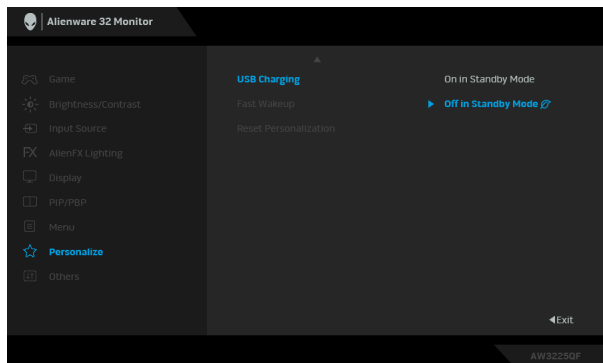 Alienware 32 Monitor
Game
Brightness/Contrast
Input Source
AlienFX Lighting
Display
PIP/PBP
Menu
Personalize
Others
USB Charging
Fast Wakeup
Reset Personalization
On in Standby Mode
Off in Standby Mode
Exit
AW3225QF